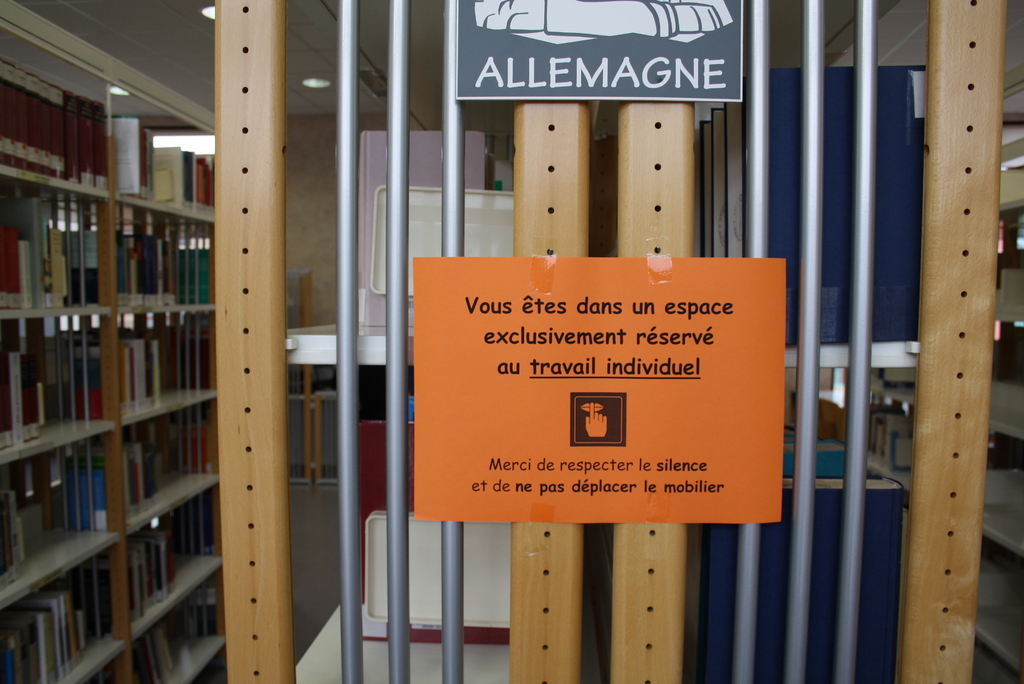 ALLEMAGNE
Vous êtes dans un espace
exclusivement réservé
au travail individuel
Merci de respecter le silence
et de ne pas déplacer le mobilier